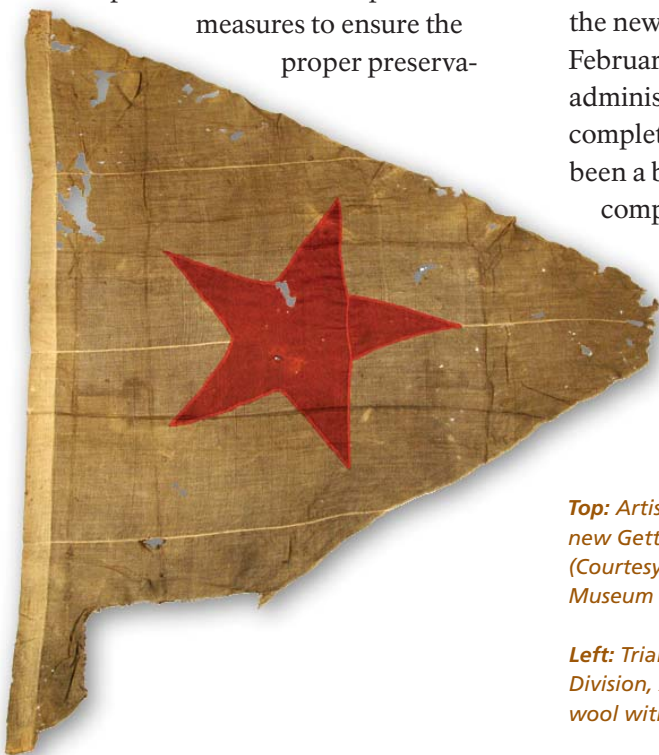 measures to ensure the
proper preserva-
the new
Februar
adminis
complet
been a b
comp
Top: Artis
new Gett
(Courtesy
Museum
Left: Trian
Division,
wool with